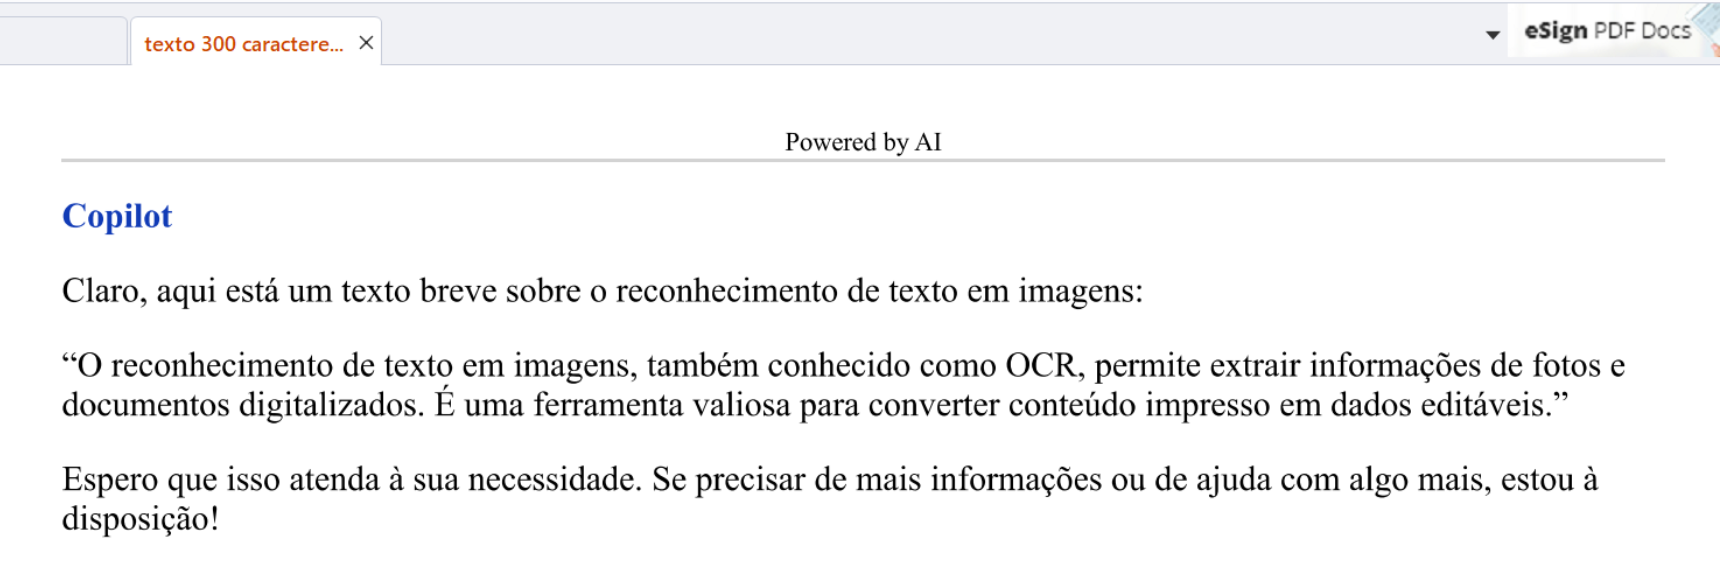 texto 300 caractere...
eSign PDF Docs
Powered by AI
Copilot
Claro, aqui está um texto breve sobre o reconhecimento de texto em imagens:
“O reconhecimento de texto em imagens, também conhecido como OCR, permite extrair informações de fotos e
documentos digitalizados. É uma ferramenta valiosa para converter conteúdo impresso em dados editáveis.”
Espero que isso atenda à sua necessidade. Se precisar de mais informações ou de ajuda com algo mais, estou à
disposição!